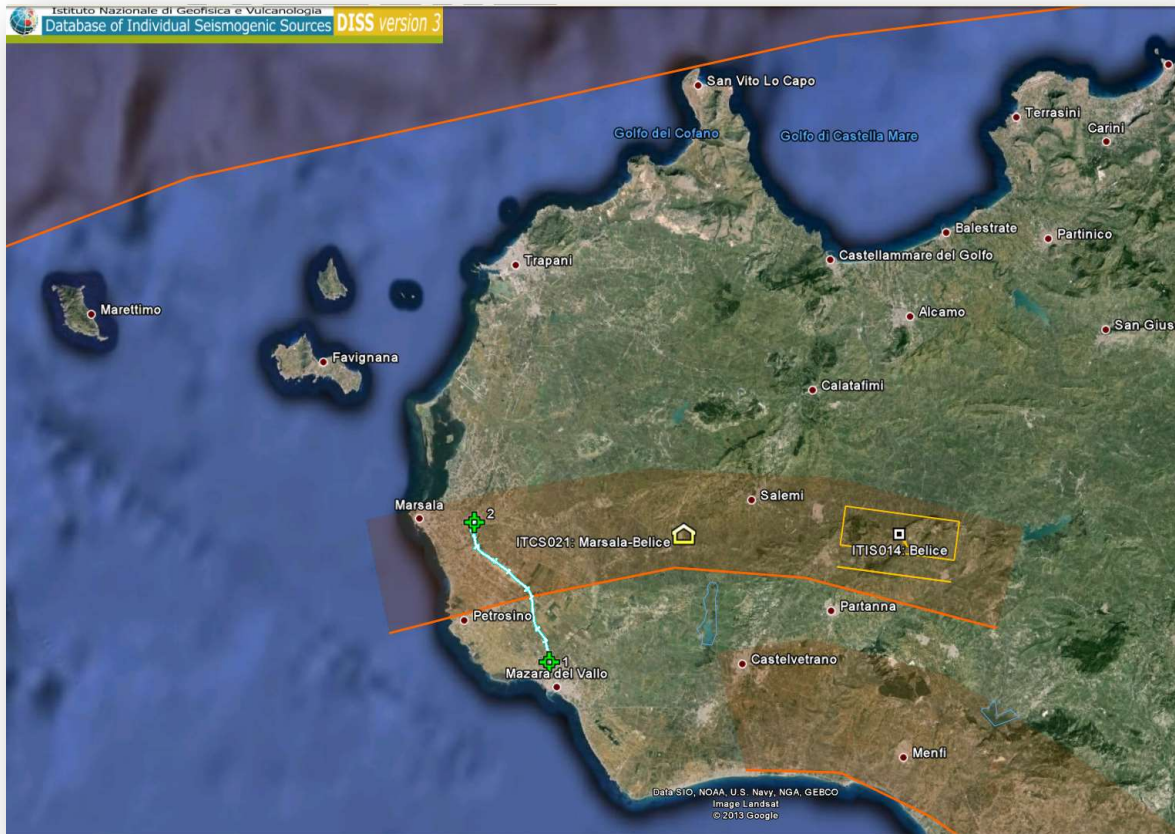 Istituto Nazionale di Geofisica e Vulcanologia
Database of Individual Seismogenic Sources DISS version 3
San Vito Lo Capo
Terrasini
Golfo del Cofano
Golfo di Castella Mare
Carini
Balestrate
Partinico
Trapani
Castellammare del Golfo
Marettimo
Alcamo
San Gius
Favignana
Calatafimi
Salemi
Marsala
2
ITCS021: Marsala-Belice
ITIS014: Belice
Petrosino
Partanna
1
Castelvetrano
Mazara del Vallo
Menfi
Data SIO, NOAA, U.S. Navy, NGA, GEBCO
Image Landsat
© 2013 Google